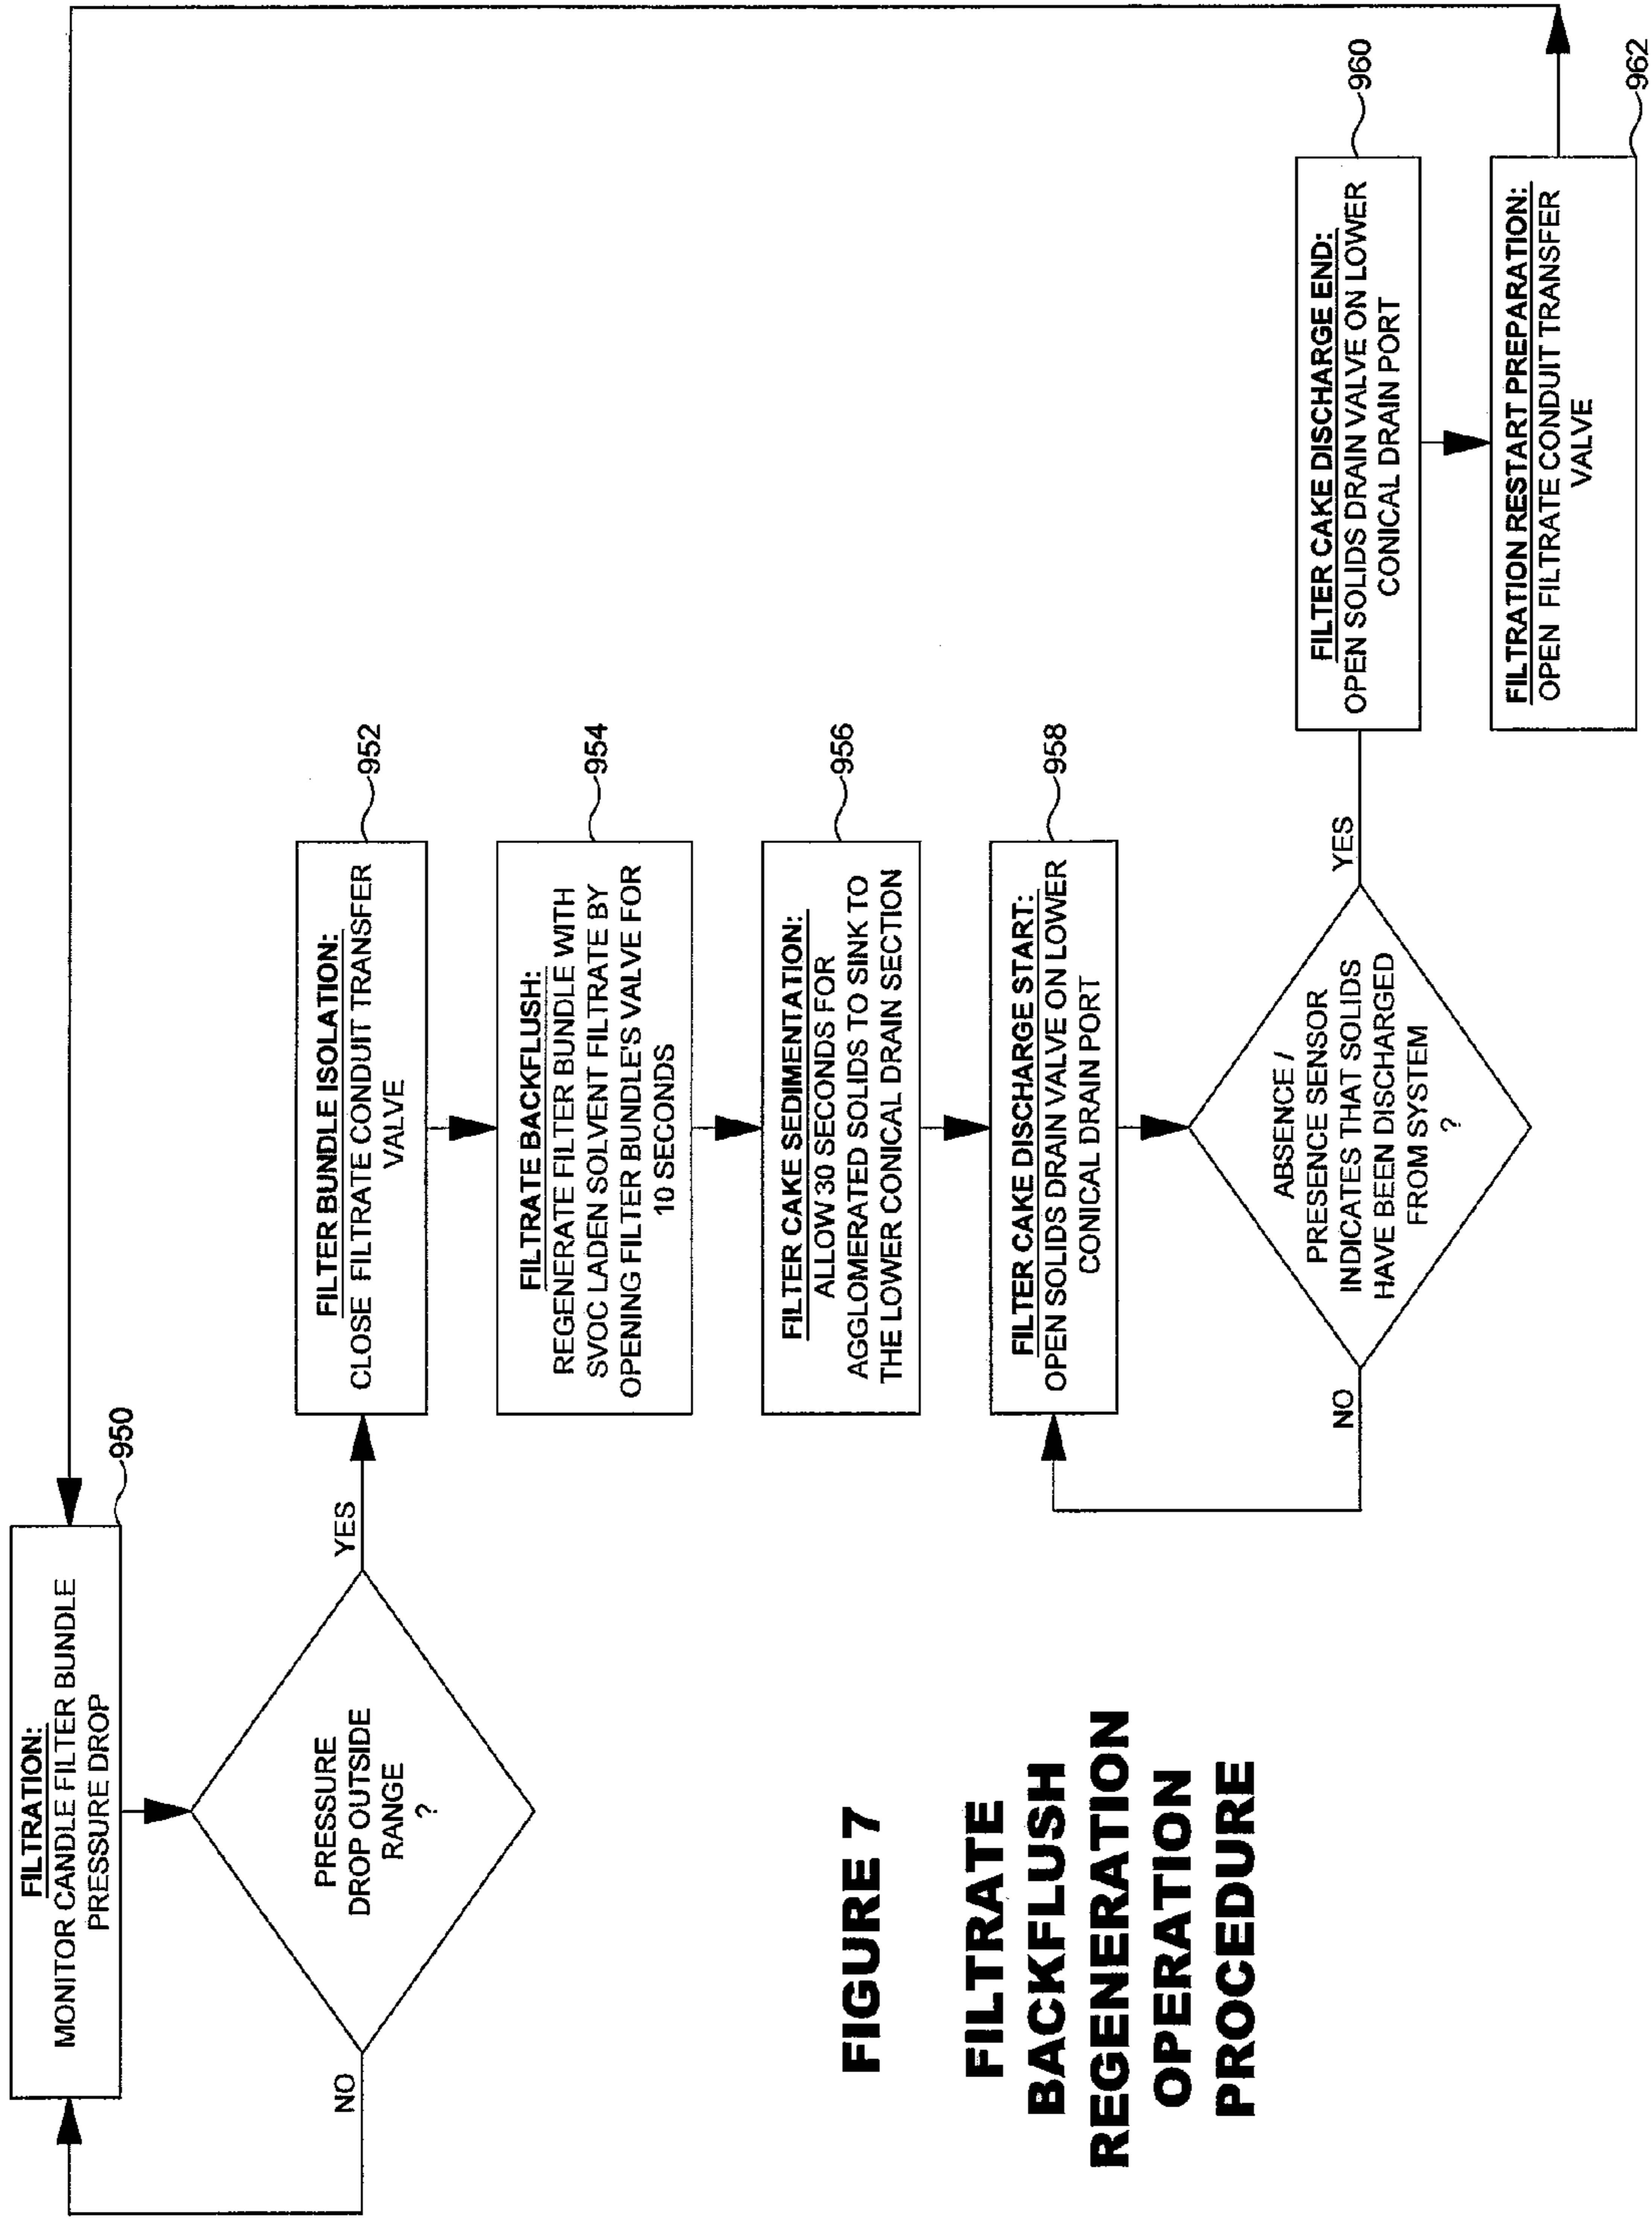 FILTRATION:
MONITOR CANDLE FILTER BUNDLE
PRESSURE DROP
950
PRESSURE
DROP OUTSIDE
RANGE
?
NO
YES
FILTER BUNDLE ISOLATION:
CLOSE FILTRATE CONDUIT TRANSFER
VALVE
952
FILTRATE BACKFLUSH:
REGENERATE FILTER BUNDLE WITH
SVOC LADEN SOLVENT FILTRATE BY
OPENING FILTER BUNDLE'S VALVE FOR
10 SECONDS
954
FILTER CAKE SEDIMENTATION:
ALLOW 30 SECONDS FOR
AGGLOMERATED SOLIDS TO SINK TO
THE LOWER CONICAL DRAIN SECTION
956
FILTER CAKE DISCHARGE START:
OPEN SOLIDS DRAIN VALVE ON LOWER
CONICAL DRAIN PORT
958
ABSENCE /
PRESENCE SENSOR
INDICATES THAT SOLIDS
HAVE BEEN DISCHARGED
FROM SYSTEM
?
NO
YES
FILTER CAKE DISCHARGE END:
OPEN SOLIDS DRAIN VALVE ON LOWER
CONICAL DRAIN PORT
960
FILTRATION RESTART PREPARATION:
OPEN FILTRATE CONDUIT TRANSFER
VALVE
962
FIGURE 7
FILTRATE
BACKFLUSH
REGENERATION
OPERATION
PROCEDURE